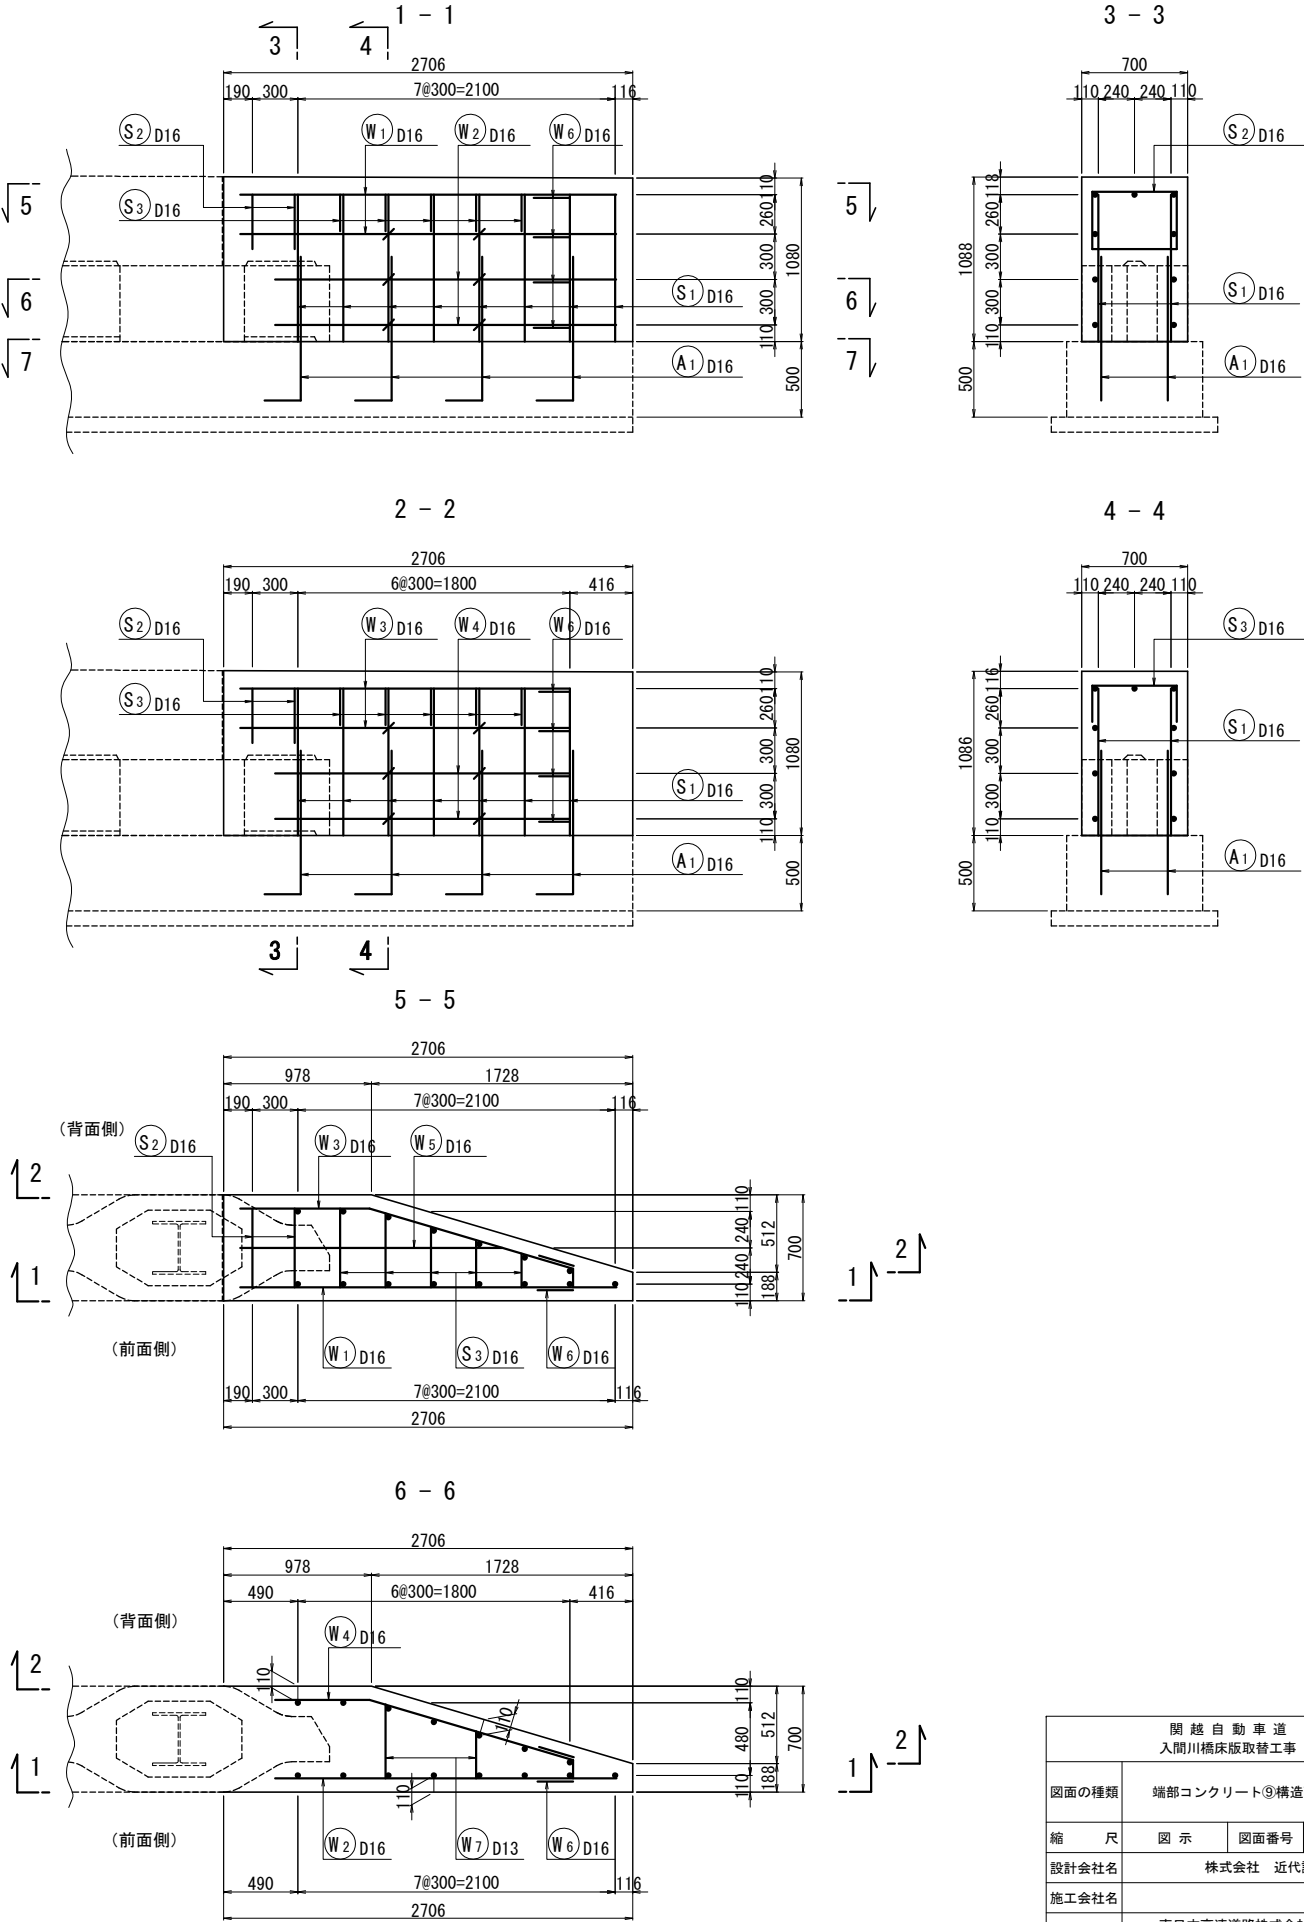 1 - 1
3
4
2706
190 300 7@300=2100 116
S2 D16
W1 D16
W2 D16
W6 D16
S3 D16
5
5
6
6
7
7
110
260
300
300
110
1080
500
S1 D16
A1 D16
3 - 3
700
110 240 240 110
S2 D16
118
260
300
300
110
1088
500
S1 D16
A1 D16
2 - 2
2706
190 300 6@300=1800 416
S2 D16
W3 D16
W4 D16
W6 D16
S3 D16
110
260
300
300
110
1080
500
S1 D16
A1 D16
3
4
4 - 4
700
110 240 240 110
S3 D16
116
260
300
300
110
1086
500
S1 D16
A1 D16
5 - 5
2706
978 1728
190 300 7@300=2100 116
(背面側)
S2 D16
W3 D16
W5 D16
2
2
1
1
110
240
240
110
512
188
700
(前面側)
W1 D16
S3 D16
W6 D16
190 300 7@300=2100 116
2706
6 - 6
2706
978 1728
490 6@300=1800 416
(背面側)
W4 D16
2
2
1
1
110
110
110
110
480
110
512
188
700
(前面側)
W2 D16
W7 D13
W6 D16
490 7@300=2100 116
2706
関越自動車道
入間川橋床版取替工事
図面の種類 端部コンクリート⑨構造
縮 尺 図 示 図面番号
設計会社名 株式会社 近代
施工会社名